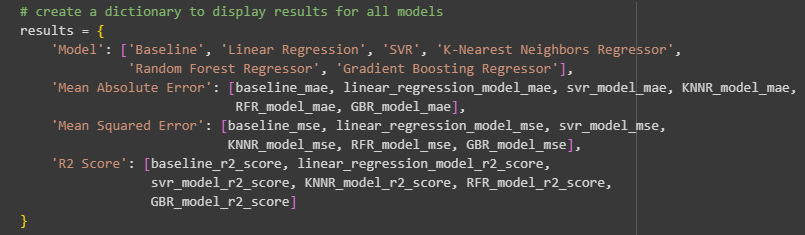 # create a dictionary to display results for all models
results = {
    'Model': ['Baseline', 'Linear Regression', 'SVR', 'K-Nearest Neighbors Regressor',
              'Random Forest Regressor', 'Gradient Boosting Regressor'],
    'Mean Absolute Error': [baseline_mae, linear_regression_model_mae, svr_model_mae, KNNR_model_mae,
                            RFR_model_mae, GBR_model_mae],
    'Mean Squared Error': [baseline_mse, linear_regression_model_mse, svr_model_mse,
                           KNNR_model_mse, RFR_model_mse, GBR_model_mse],
    'R2 Score': [baseline_r2_score, linear_regression_model_r2_score,
                 svr_model_r2_score, KNNR_model_r2_score, RFR_model_r2_score,
                 GBR_model_r2_score]
}